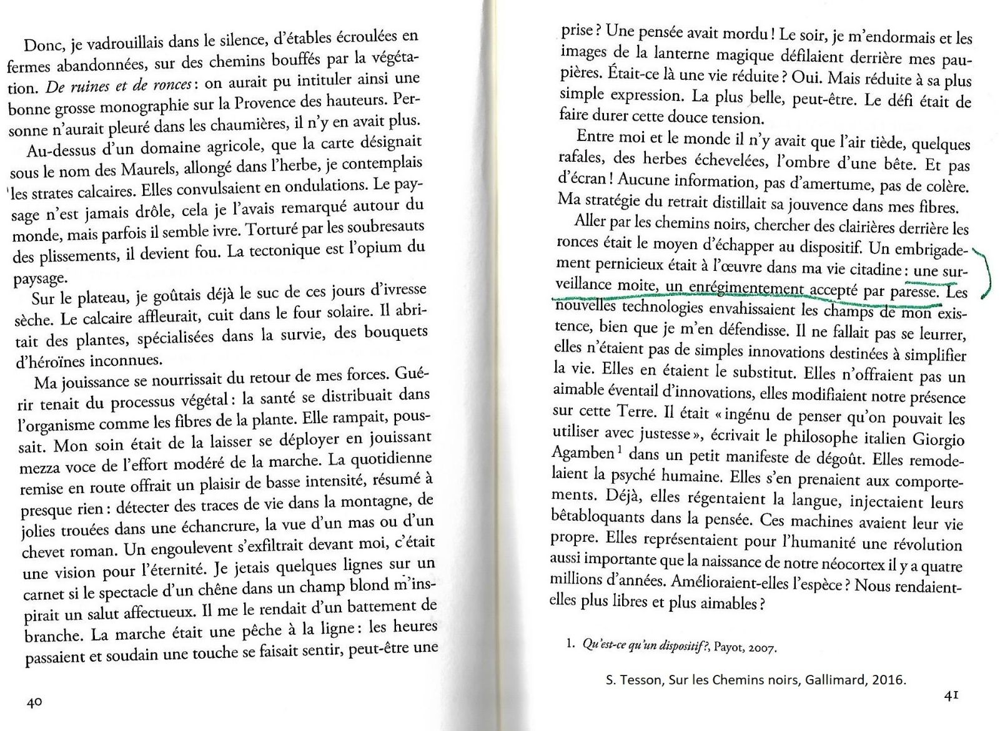 Donc, je vadrouillais dans le silence, d'étables écroulées en
fermes abandonnées, sur des chemins bouffés par la végéta-
tion. De ruines et de ronces : on aurait pu intituler ainsi une
bonne grosse monographie sur la Provence des hauteurs. Per-
sonne n'aurait pleuré dans les chaumières, il n'y en avait plus.
Au-dessus d'un domaine agricole, que la carte désignait
sous le nom des Maurels, allongé dans l'herbe, je contemplais
les strates calcaires. Elles convulsaient en ondulations. Le pay-
sage n'est jamais drôle, cela je l'avais remarqué autour du
monde, mais parfois il semble ivre. Torturé par les soubresauts
des plissements, il devient fou. La tectonique est l'opium du
paysage.
Sur le plateau, je goûtais déjà le suc de ces jours d'ivresse
sèche. Le calcaire affleurait, cuit dans le four solaire. Il abri-
tait des plantes, spécialisées dans la survie, des bouquets
d'héroïnes inconnues.
Ma jouissance se nourrissait du retour de mes forces. Gué-
rir tenait du processus végétal : la santé se distribuait dans
l'organisme comme les fibres de la plante. Elle rampait, pous-
sait. Mon soin était de la laisser se déployer en jouissant
mezza voce de l'effort modéré de la marche. La quotidienne
remise en route offrait un plaisir de basse intensité, résumé à
presque rien : détecter des traces de vie dans la montagne, de
jolies trouées dans une échancrure, la vue d'un mas ou d'un
chevet roman. Un engoulevent s'exfiltrait devant moi, c'était
une vision pour l'éternité. Je jetais quelques lignes sur un
carnet si le spectacle d'un chêne dans un champ blond m'ins-
pirait un salut affectueux. Il me le rendait d'un battement de
branche. La marche était une pêche à la ligne : les heures
passaient et soudain une touche se faisait sentir, peut-être une
40
prise ? Une pensée avait mordu ! Le soir, je m'endormais et les
images de la lanterne magique défilaient derrière mes pau-
pières. Était-ce là une vie réduite ? Oui. Mais réduite à sa plus
simple expression. La plus belle, peut-être. Le défi était de
faire durer cette douce tension.
Entre moi et le monde il n'y avait que l'air tiède, quelques
rafales, des herbes échevelées, l'ombre d'une bête. Et pas
d'écran ! Aucune information, pas d'amertume, pas de colère.
Ma stratégie du retrait distillait sa jouvence dans mes fibres.
Aller par les chemins noirs, chercher des clairières derrière les
ronces était le moyen d'échapper au dispositif. Un embrigade-
ment pernicieux était à l'œuvre dans ma vie citadine : une sur-
veillance moite, un enrégimentement accepté par paresse. Les
nouvelles technologies envahissaient les champs de mon exis-
tence, bien que je m'en défendisse. Il ne fallait pas se leurrer,
elles n'étaient pas de simples innovations destinées à simplifier
la vie. Elles en étaient le substitut. Elles n'offraient pas un
aimable éventail d'innovations, elles modifiaient notre présence
sur cette Terre. Il était « ingénu de penser qu'on pouvait les
utiliser avec justesse », écrivait le philosophe italien Giorgio
Agamben¹ dans un petit manifeste de dégoût. Elles remode-
laient la psyché humaine. Elles s'en prenaient aux comporte-
ments. Déjà, elles régentaient la langue, injectaient leurs
bêtabloquants dans la pensée. Ces machines avaient leur vie
propre. Elles représentaient pour l'humanité une révolution
aussi importante que la naissance de notre néocortex il y a quatre
millions d'années. Amélioraient-elles l'espèce ? Nous rendaient-
elles plus libres et plus aimables ?
1. Qu'est-ce qu'un dispositif ?, Payot, 2007.
S. Tesson, Sur les Chemins noirs, Gallimard, 2016.
41